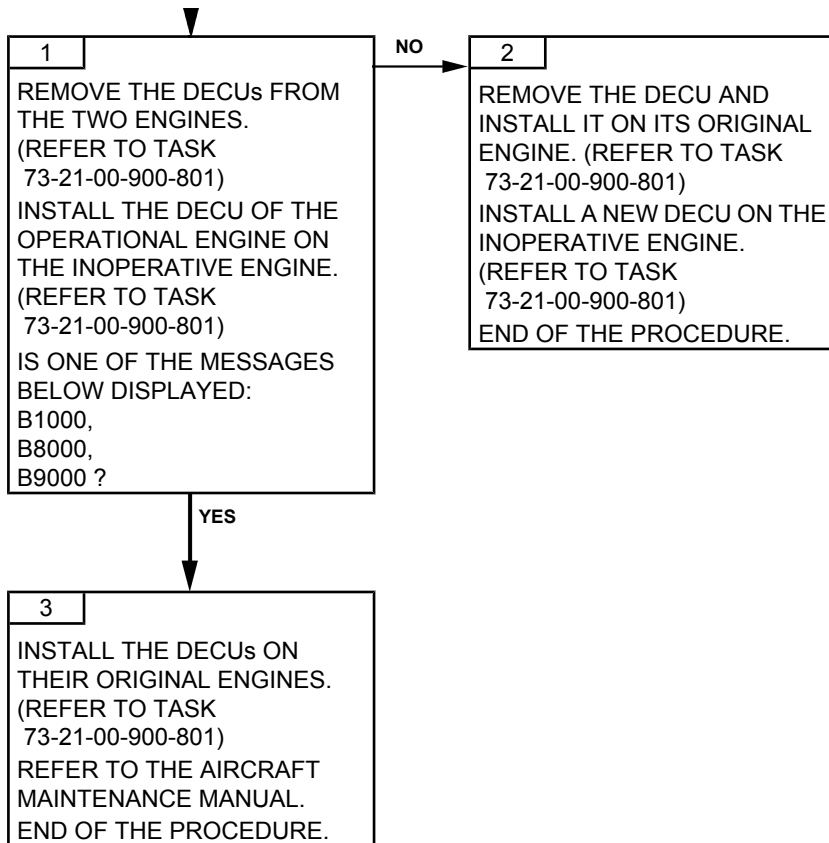 1
REMOVE THE DECUs FROM
THE TWO ENGINES.
(REFER TO TASK
73-21-00-900-801)
INSTALL THE DECU OF THE
OPERATIONAL ENGINE ON
THE INOPERATIVE ENGINE.
(REFER TO TASK
73-21-00-900-801)
IS ONE OF THE MESSAGES
BELOW DISPLAYED:
B1000,
B8000,
B9000 ?
NO
2
REMOVE THE DECU AND
INSTALL IT ON ITS ORIGINAL
ENGINE. (REFER TO TASK
73-21-00-900-801)
INSTALL A NEW DECU ON THE
INOPERATIVE ENGINE.
(REFER TO TASK
73-21-00-900-801)
END OF THE PROCEDURE.
YES
3
INSTALL THE DECUs ON
THEIR ORIGINAL ENGINES.
(REFER TO TASK
73-21-00-900-801)
REFER TO THE AIRCRAFT
MAINTENANCE MANUAL.
END OF THE PROCEDURE.